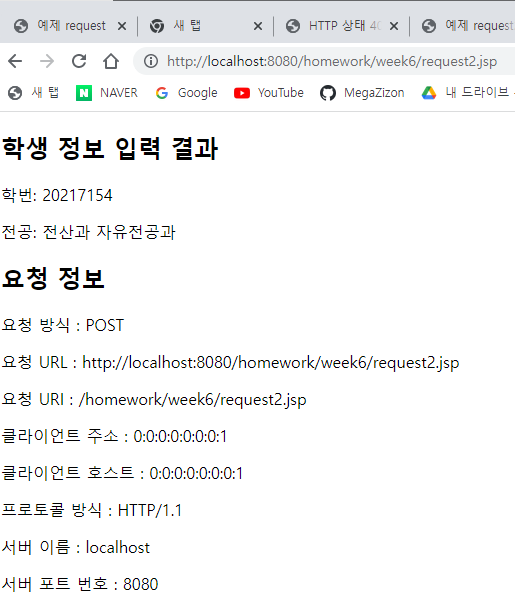 예제 request
새 탭
HTTP 상태 40
예제 request
http://localhost:8080/homework/week6/request2.jsp
새 탭 NAVER Google YouTube MegaZizon 내 드라이브
학생 정보 입력 결과
학번: 20217154
전공: 전산과 자유전공과
요청 정보
요청 방식 : POST
요청 URL : http://localhost:8080/homework/week6/request2.jsp
요청 URI : /homework/week6/request2.jsp
클라이언트 주소 : 0:0:0:0:0:0:0:1
클라이언트 호스트 : 0:0:0:0:0:0:0:1
프로토콜 방식 : HTTP/1.1
서버 이름 : localhost
서버 포트 번호 : 8080